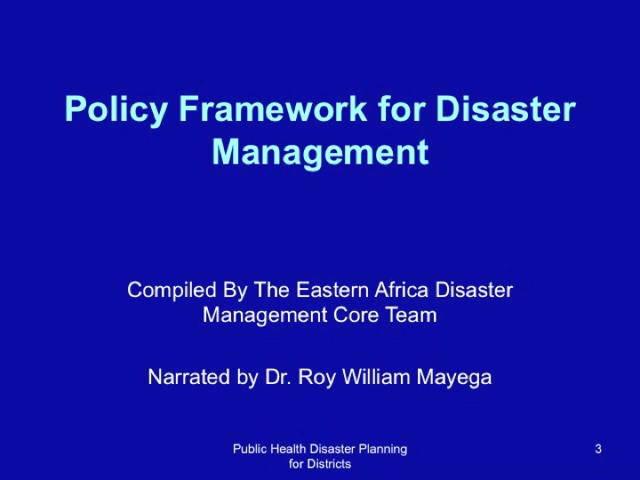 Policy Framework for Disaster
Management
Compiled By The Eastern Africa Disaster
Management Core Team
Narrated by Dr. Roy William Mayega
Public Health Disaster Planning
for Districts
3